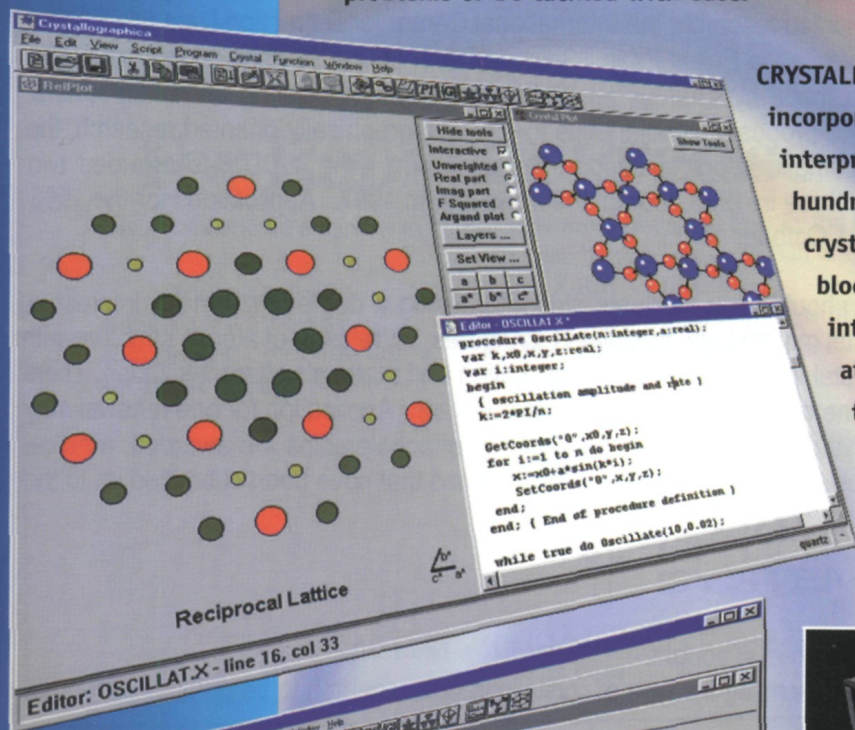 Crystallographica
File Edit View Script Program Crystal Function Window Help
RelPlot
Hide tools
Interactive
Unweighted
Real part
Imag part
F Squared
Argand plot
Layers ...
Set View ...
a b c
a* b* c*
Crystal Plot
Show Tools
Editor - OSCILLAT.X *
procedure Oscillate(n:integer,a:real);
var k,x0,x,y,z:real;
var i:integer;
begin
{ oscillation amplitude and rate }
k:=2*PI/n;
GetCoords("O",x0,y,z);
for i:=1 to n do begin
x:=x0+a*sin(k*i);
SetCoords("O",x,y,z);
end;
end; { End of procedure definition }
while true do Oscillate(10,0.02);
quartz
b*
c* a*
Reciprocal Lattice
Editor: OSCILLAT.X - line 16, col 33
CRYSTALL
incorpo
interpr
hundr
cryst
bloc
Help